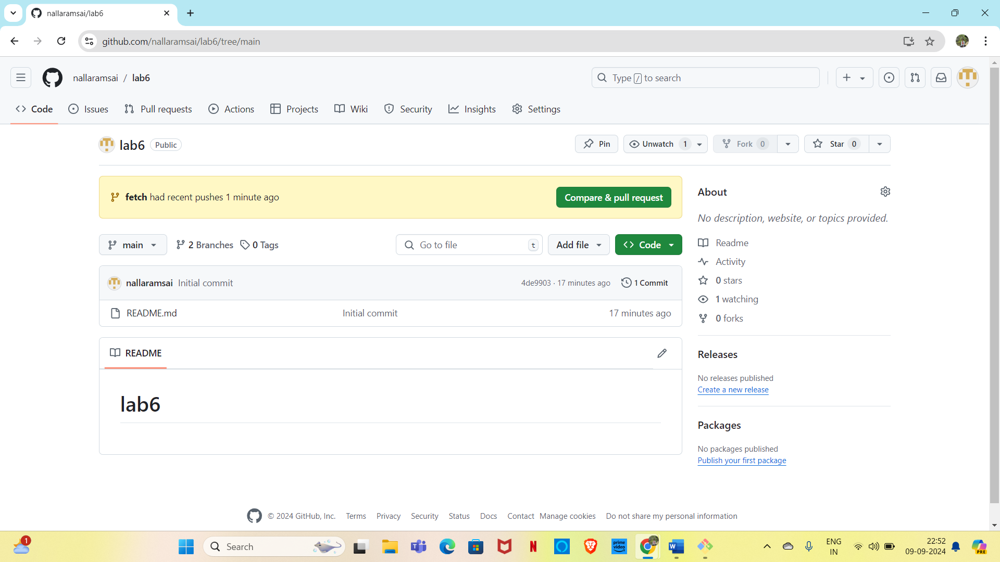 nallaramsai/lab6
github.com/nallaramsai/lab6/tree/main
nallaramsai / lab6
Type / to search
Code Issues Pull requests Actions Projects Wiki Security Insights Settings
lab6 Public
Pin Unwatch 1 Fork 0 Star 0
fetch had recent pushes 1 minute ago
Compare & pull request
main 2 Branches 0 Tags Go to file t Add file Code
nallaramsai Initial commit 4de9903 · 17 minutes ago 1 Commit
README.md Initial commit 17 minutes ago
README
lab6
About
No description, website, or topics provided.
Readme
Activity
0 stars
1 watching
0 forks
Releases
No releases published
Create a new release
Packages
No packages published
Publish your first package
© 2024 GitHub, Inc. Terms Privacy Security Status Docs Contact Manage cookies Do not share my personal information
1
Search
N
prime
video
W
ENG
IN
22:52
09-09-2024
PRE